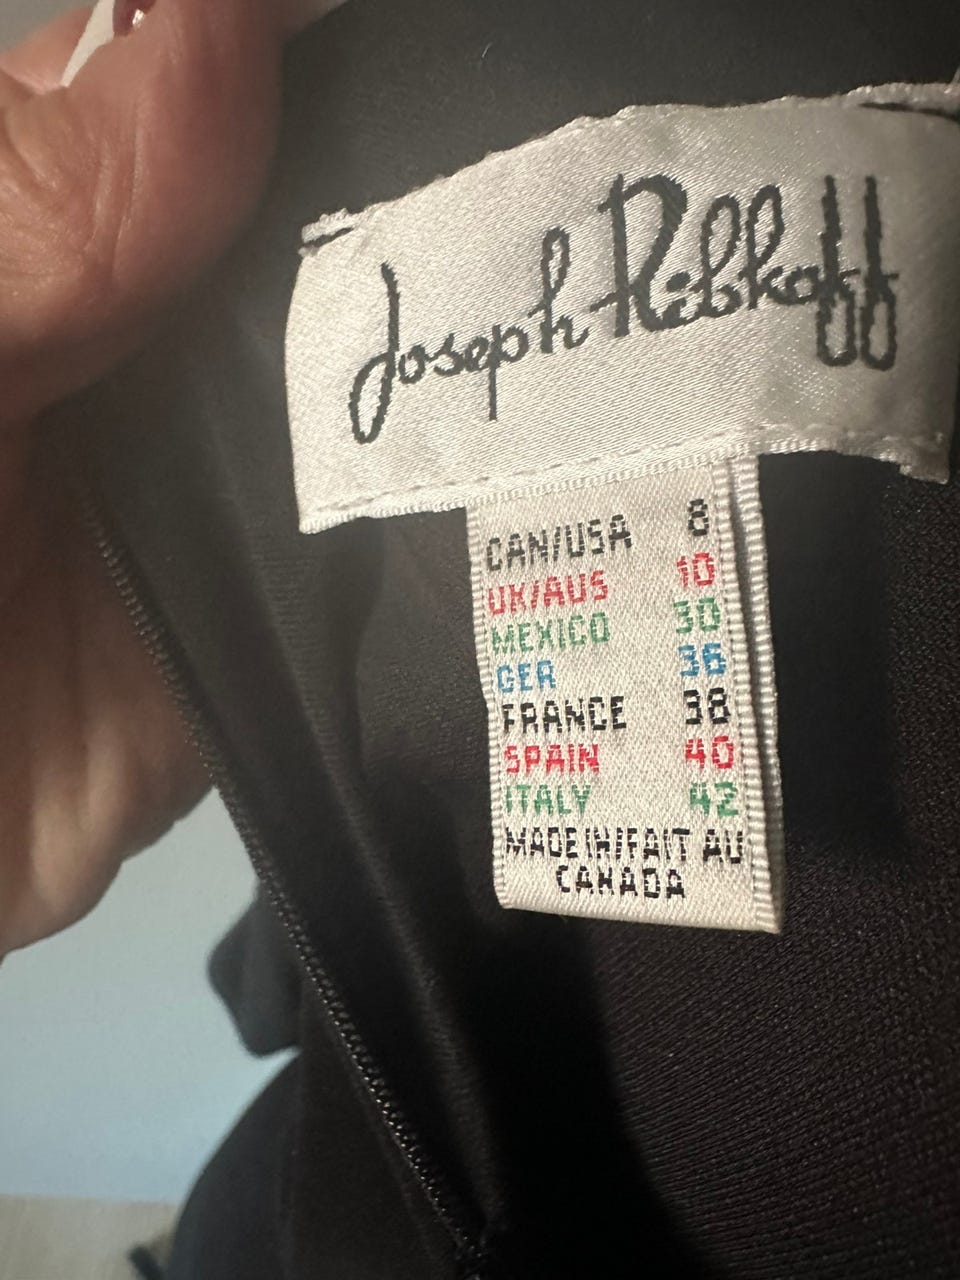 Joseph Ribkoff
CAN/USA 8
UK/AUS 10
MEXICO 30
GER 36
FRANCE 38
SPAIN 40
ITALY 42
MADE IN/FAIT AU
CANADA